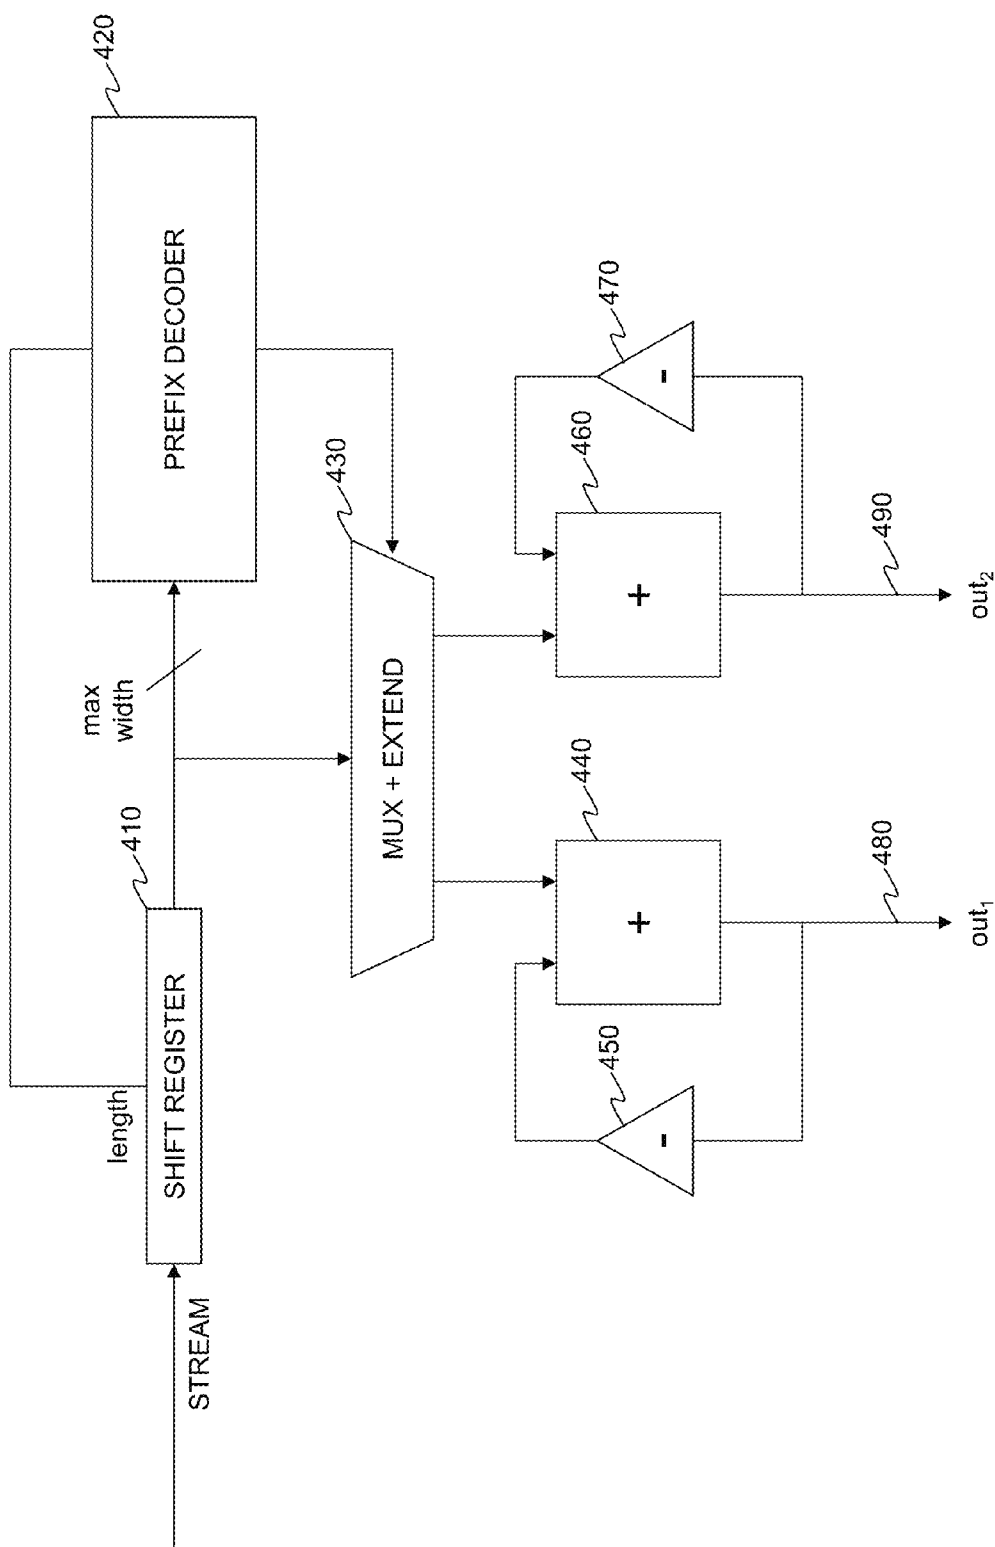 420
PREFIX DECODER
max
width
410
SHIFT REGISTER
length
STREAM
430
MUX + EXTEND
470
-
460
+
440
+
450
-
490
out₂
480
out₁